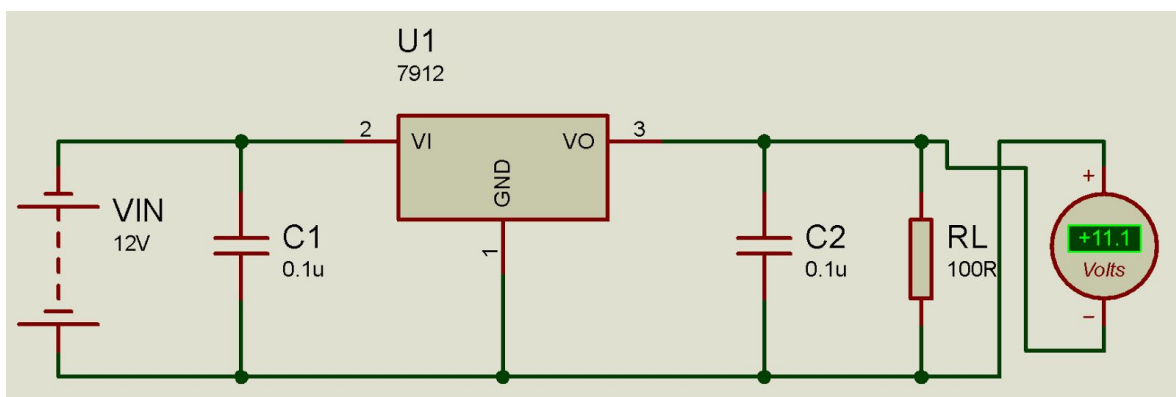 U1
7912
2
VI
VO
3
GND
1
VIN
12V
C1
0.1u
C2
0.1u
RL
100R
+
+11.1
Volts
−